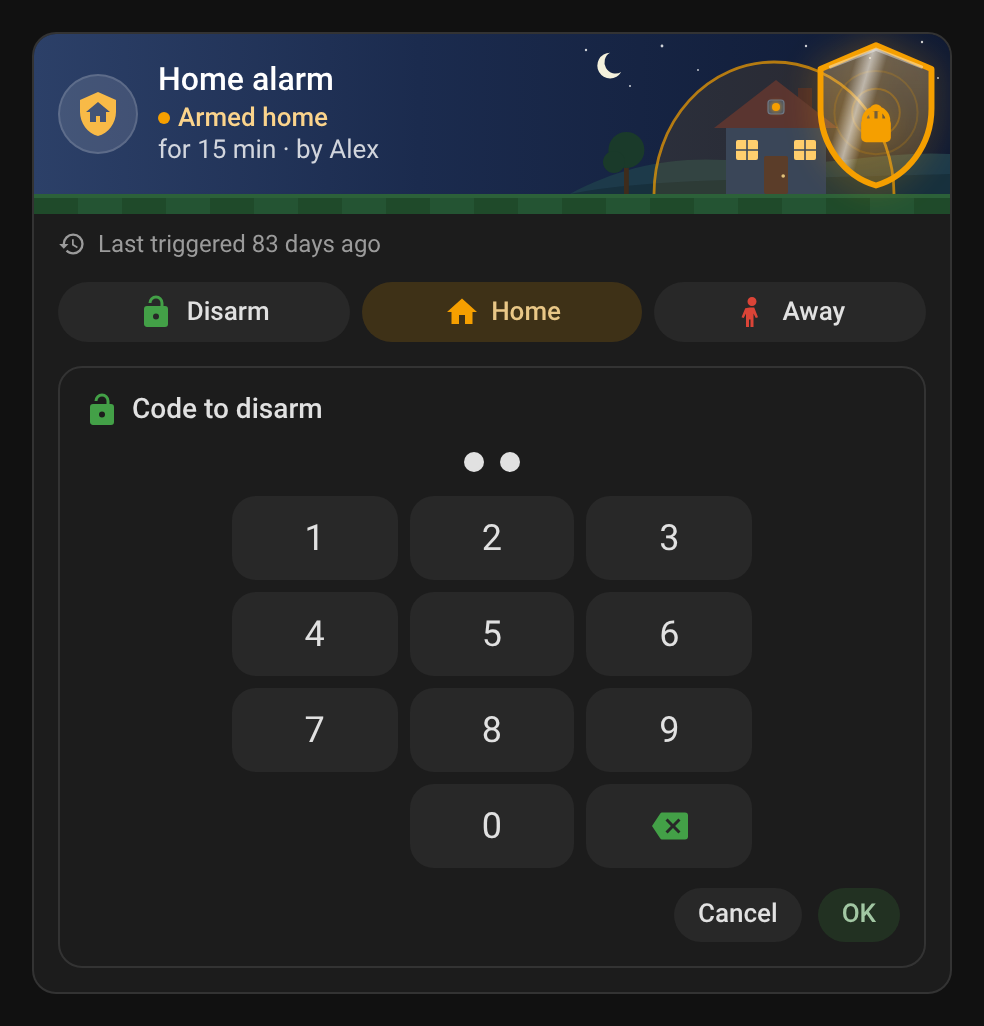 Home alarm
Armed home
for 15 min · by Alex
Last triggered 83 days ago
Disarm
Home
Away
Code to disarm
1 2 3
4 5 6
7 8 9
0
Cancel
OK